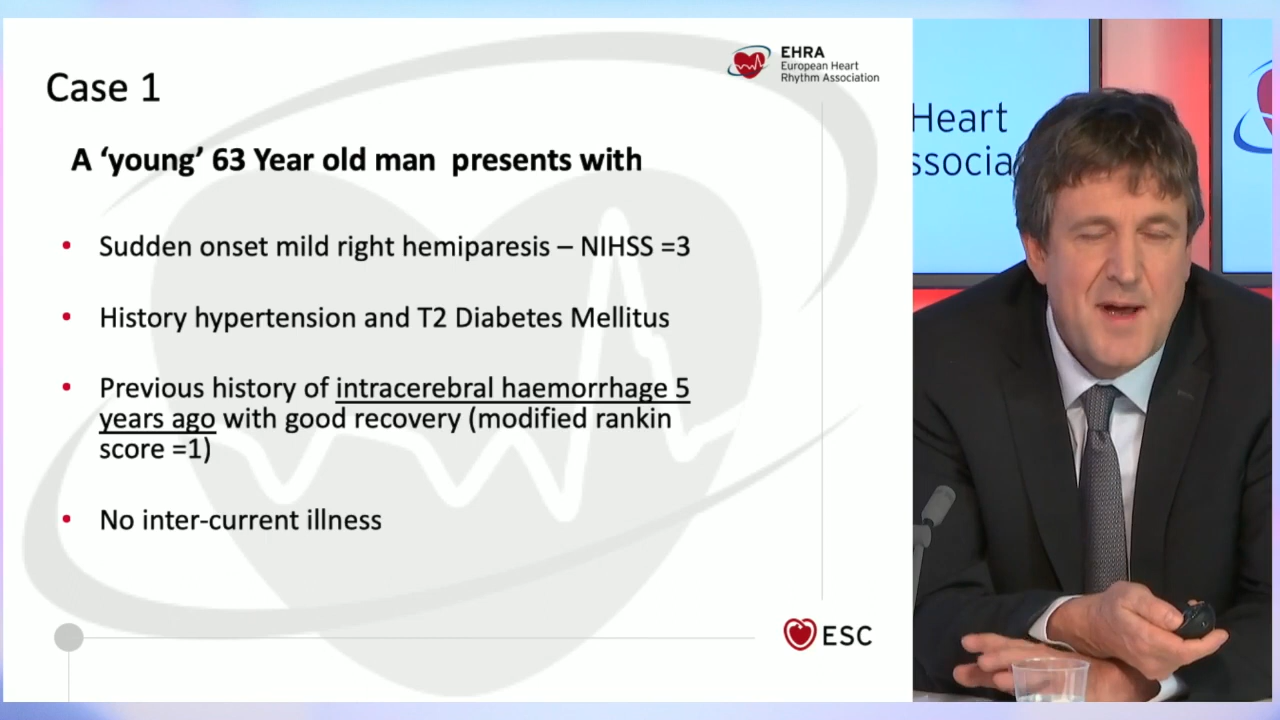 EHRA
European Heart
Rhythm Association
Case 1
A ‘young’ 63 Year old man presents with
• Sudden onset mild right hemiparesis – NIHSS =3
• History hypertension and T2 Diabetes Mellitus
• Previous history of intracerebral haemorrhage 5
years ago with good recovery (modified rankin
score =1)
• No inter-current illness
ESC
Heart
ssocia